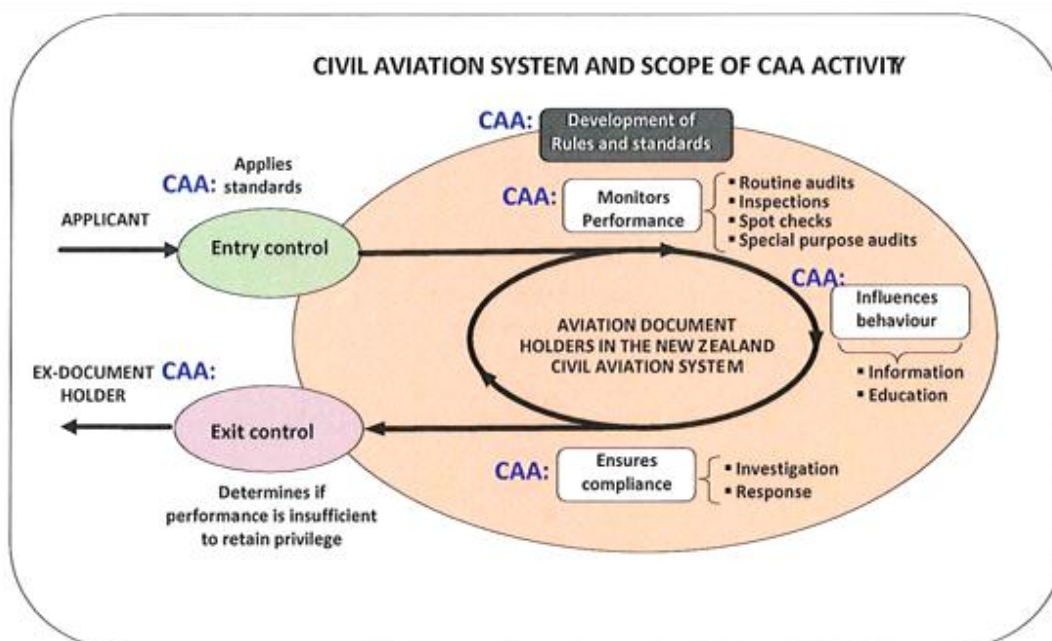 CIVIL AVIATION SYSTEM AND SCOPE OF CAA ACTIVITY
CAA:
Development of
Rules and standards
CAA:
Applies
standards
APPLICANT
Entry control
CAA:
Monitors
Performance
▪ Routine audits
▪ Inspections
▪ Spot checks
▪ Special purpose audits
CAA:
Influences
behaviour
▪ Information
▪ Education
AVIATION DOCUMENT
HOLDERS IN THE NEW ZEALAND
CIVIL AVIATION SYSTEM
EX-DOCUMENT
HOLDER
CAA:
Exit control
Determines if
performance is insufficient
to retain privilege
CAA:
Ensures
compliance
▪ Investigation
▪ Response